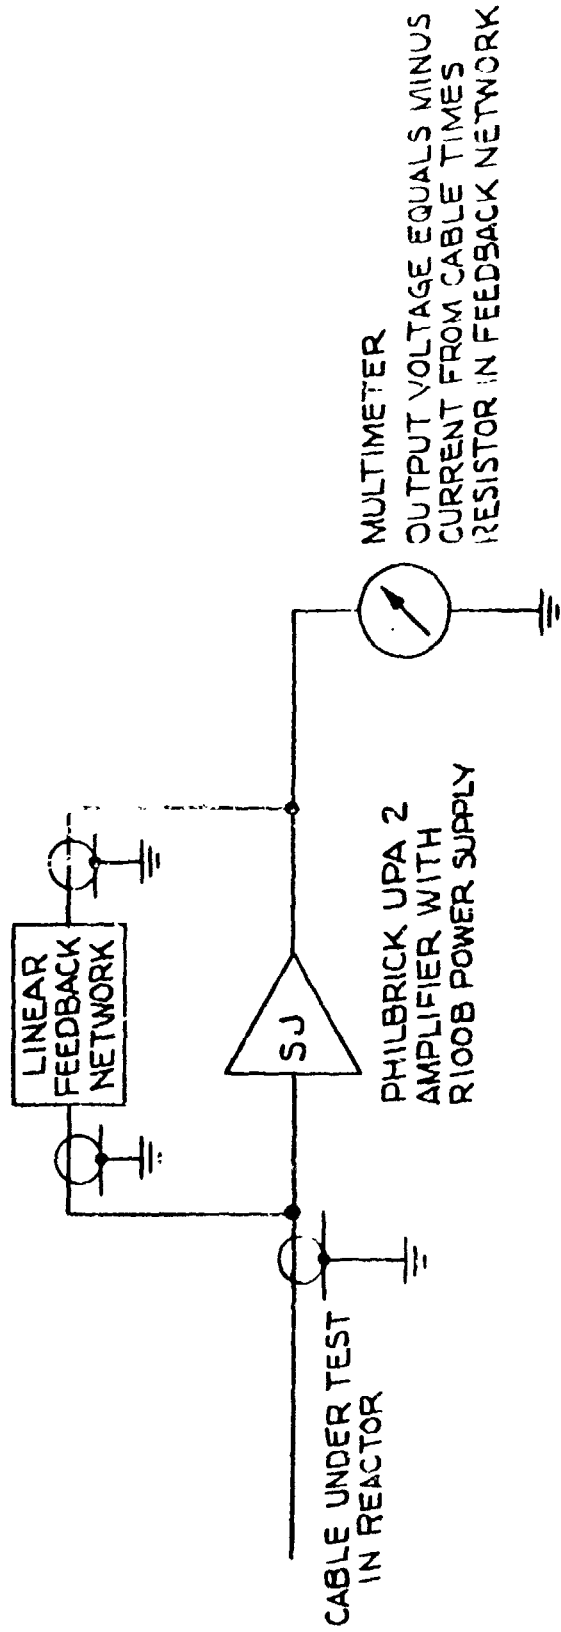 LINEAR
FEEDBACK
NETWORK
SJ
CABLE UNDER TEST
IN REACTOR
PHILBRICK UPA 2
AMPLIFIER WITH
R100B POWER SUPPLY
MULTIMETER
OUTPUT VOLTAGE EQUALS MINUS
CURRENT FROM CABLE TIMES
RESISTOR IN FEEDBACK NETWORK